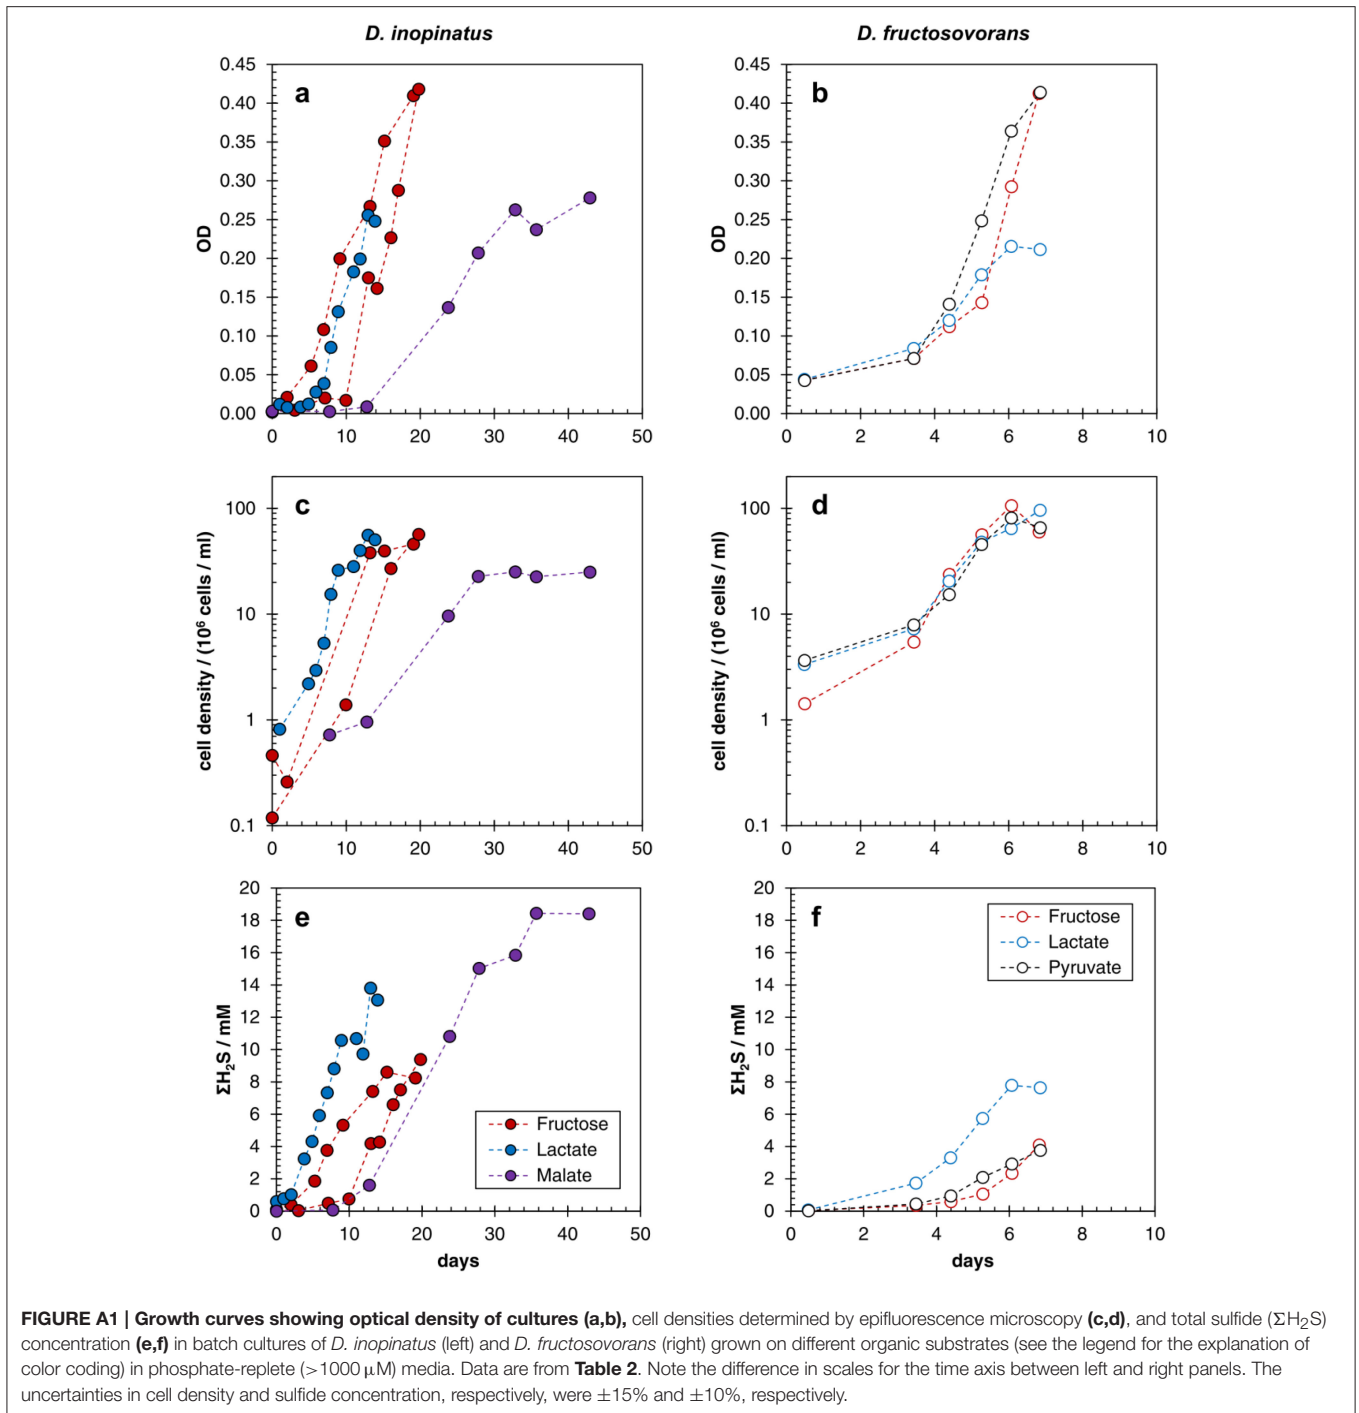 D. inopinatus
D. fructosovorans
a
OD
0.45
0.40
0.35
0.30
0.25
0.20
0.15
0.10
0.05
0.00
0 10 20 30 40 50
b
OD
0.45
0.40
0.35
0.30
0.25
0.20
0.15
0.10
0.05
0.00
0 2 4 6 8 10
c
cell density / (10⁶ cells / ml)
100
10
1
0.1
0 10 20 30 40 50
d
cell density / (10⁶ cells / ml)
100
10
1
0.1
0 2 4 6 8 10
e
ΣH₂S / mM
20
18
16
14
12
10
8
6
4
2
0
0 10 20 30 40 50
days
Fructose
Lactate
Malate
f
ΣH₂S / mM
20
18
16
14
12
10
8
6
4
2
0
0 2 4 6 8 10
days
Fructose
Lactate
Pyruvate
FIGURE A1 | Growth curves showing optical density of cultures (a,b), cell densities determined by epifluorescence microscopy (c,d), and total sulfide (ΣH₂S)
concentration (e,f) in batch cultures of D. inopinatus (left) and D. fructosovorans (right) grown on different organic substrates (see the legend for the explanation of
color coding) in phosphate-replete (>1000 μM) media. Data are from Table 2. Note the difference in scales for the time axis between left and right panels. The
uncertainties in cell density and sulfide concentration, respectively, were ±15% and ±10%, respectively.